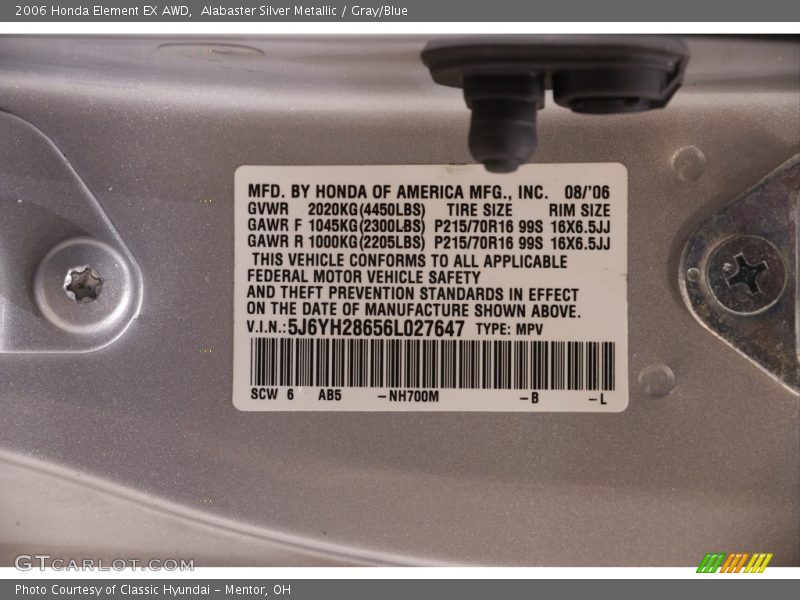 2006 Honda Element EX AWD, Alabaster Silver Metallic / Gray/Blue
MFD. BY HONDA OF AMERICA MFG., INC. 08/'06
GVWR 2020KG(4450LBS) TIRE SIZE RIM SIZE
GAWR F 1045KG(2300LBS) P215/70R16 99S 16X6.5JJ
GAWR R 1000KG(2205LBS) P215/70R16 99S 16X6.5JJ
THIS VEHICLE CONFORMS TO ALL APPLICABLE
FEDERAL MOTOR VEHICLE SAFETY
AND THEFT PREVENTION STANDARDS IN EFFECT
ON THE DATE OF MANUFACTURE SHOWN ABOVE.
V.I.N.:5J6YH28656L027647 TYPE: MPV
SCW 6 AB5 –NH700M –B –L
GTCARLOT.COM
Photo Courtesy of Classic Hyundai – Mentor, OH